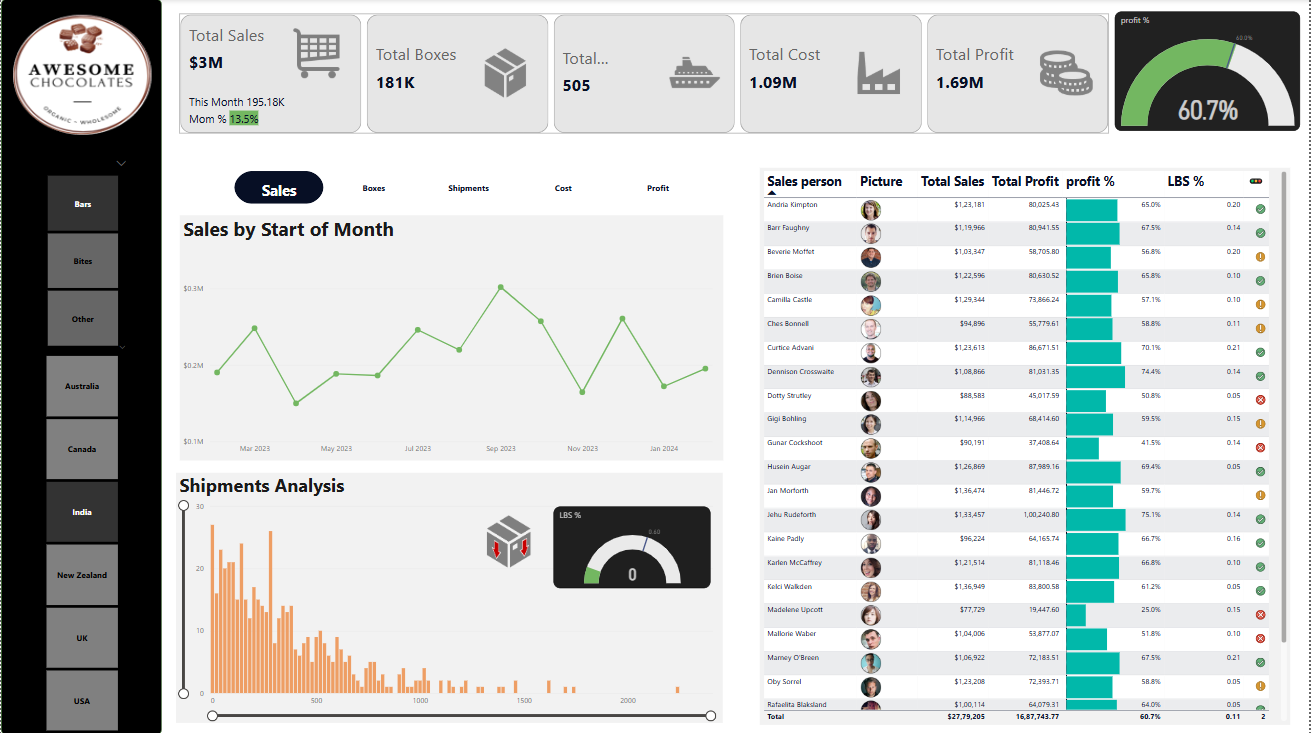 AWESOME
CHOCOLATES
ORGANIC ~ WHOLESOME
Bars
Bites
Other
Australia
Canada
India
New Zealand
UK
USA
Total Sales
$3M
This Month 195.18K
Mom % 13.5%
Total Boxes
181K
Total...
505
Total Cost
1.09M
Total Profit
1.69M
profit %
60.0%
60.7%
Sales
Boxes
Shipments
Cost
Profit
Sales by Start of Month
$0.3M
$0.2M
$0.1M
Mar 2023 May 2023 Jul 2023 Sep 2023 Nov 2023 Jan 2024
Shipments Analysis
30
20
10
0
0 500 1000 1500 2000
LBS %
0.60
0
Sales person Picture Total Sales Total Profit profit % LBS %
Andria Kimpton $1,23,181 80,025.43 65.0% 0.20
Barr Faughny $1,19,966 80,941.55 67.5% 0.14
Beverie Moffet $1,03,347 58,705.80 56.8% 0.20
Brien Boise $1,22,596 80,630.52 65.8% 0.10
Camilla Castle $1,29,344 73,866.24 57.1% 0.10
Ches Bonnell $94,896 55,779.61 58.8% 0.11
Curtice Advani $1,23,613 86,671.51 70.1% 0.21
Dennison Crosswaite $1,08,866 81,031.35 74.4% 0.14
Dotty Strutley $88,583 45,017.59 50.8% 0.05
Gigi Bohling $1,14,966 68,414.60 59.5% 0.15
Gunar Cockshoot $90,191 37,408.64 41.5% 0.14
Husein Augar $1,26,869 87,989.16 69.4% 0.05
Jan Morforth $1,36,474 81,446.72 59.7%
Jehu Rudeforth $1,33,457 1,00,240.80 75.1% 0.14
Kaine Padly $96,224 64,165.74 66.7% 0.16
Karlen McCaffrey $1,21,514 81,118.46 66.8% 0.10
Kelci Walkden $1,36,949 83,800.58 61.2% 0.05
Madelene Upcott $77,729 19,447.60 25.0% 0.15
Mallorie Waber $1,04,006 53,877.07 51.8% 0.10
Marney O'Breen $1,06,922 72,183.51 67.5% 0.21
Oby Sorrel $1,23,208 72,393.71 58.8% 0.05
Rafaelita Blaksland $1,00,114 64,079.31 64.0% 0.05
Total $27,79,205 16,87,743.77 60.7% 0.11 2